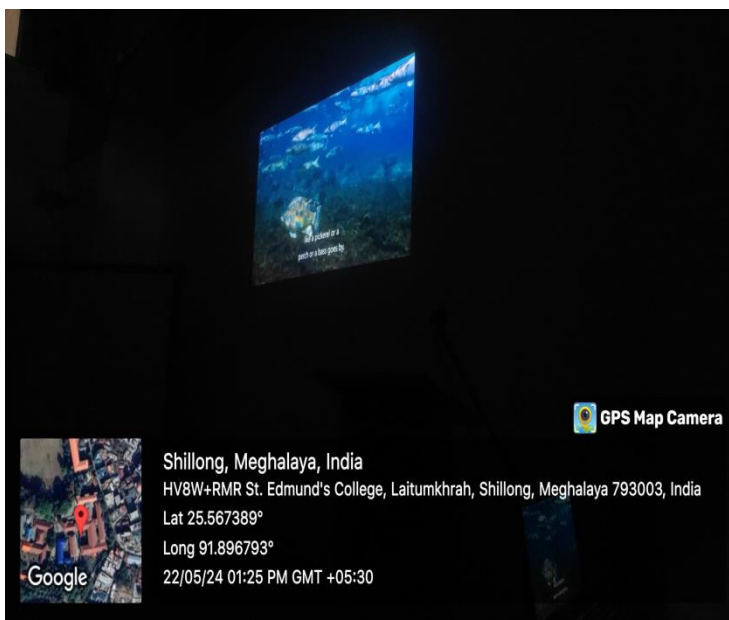 like a pickerel or a
perch or a bass goes by
GPS Map Camera
Shillong, Meghalaya, India
HV8W+RMR St. Edmund's College, Laitumkhrah, Shillong, Meghalaya 793003, India
Lat 25.567389°
Long 91.896793°
22/05/24 01:25 PM GMT +05:30
Google